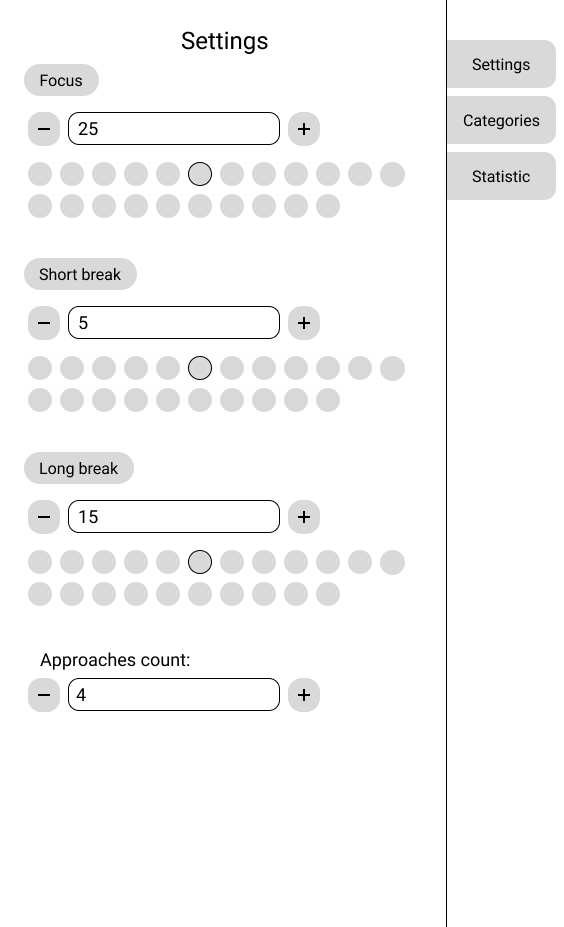 Settings
Focus
−
25
+
Short break
−
5
+
Long break
−
15
+
Approaches count:
−
4
+
Settings
Categories
Statistic